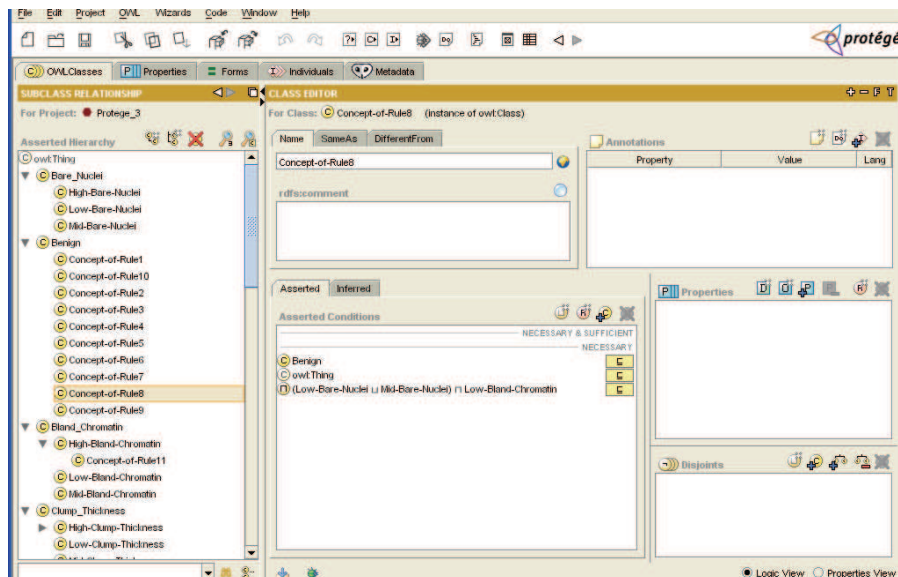 File Edit Project OWL Wizards Code Window Help
protégé
OWLClasses Properties Forms Individuals Metadata
SUBCLASS RELATIONSHIP
For Project: Protege_3
Asserted Hierarchy
owl:Thing
Bare_Nuclei
High-Bare-Nuclei
Low-Bare-Nuclei
Mid-Bare-Nuclei
Benign
Concept-of-Rule1
Concept-of-Rule10
Concept-of-Rule2
Concept-of-Rule3
Concept-of-Rule4
Concept-of-Rule5
Concept-of-Rule6
Concept-of-Rule7
Concept-of-Rule8
Concept-of-Rule9
Bland_Chromatin
High-Bland-Chromatin
Concept-of-Rule11
Low-Bland-Chromatin
Mid-Bland-Chromatin
Clump_Thickness
High-Clump-Thickness
Low-Clump-Thickness
CLASS EDITOR
For Class: Concept-of-Rule8 (instance of owl:Class)
Name SameAs DifferentFrom
Concept-of-Rule8
rdfs:comment
Annotations
Property Value Lang
Asserted Inferred
Asserted Conditions
NECESSARY & SUFFICIENT
NECESSARY
Benign ⊑
owl:Thing ⊑
(Low-Bare-Nuclei ⊔ Mid-Bare-Nuclei) ⊓ Low-Bland-Chromatin ⊑
Properties
Disjoints
Logic View Properties View